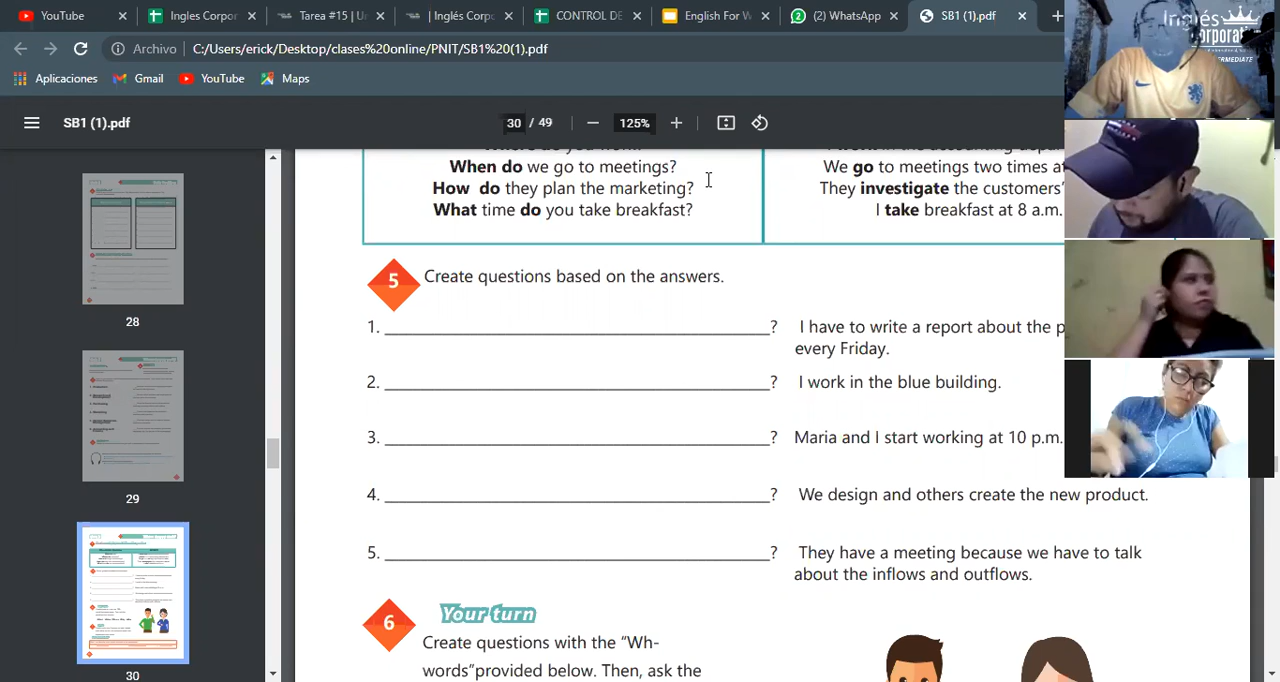 YouTube
Ingles Corpor
Tarea #15 | Ur
| Inglés Corpo
CONTROL DE
English For W
(2) WhatsApp
SB1 (1).pdf
Archivo
C:/Users/erick/Desktop/clases%20online/PNIT/SB1%20(1).pdf
Aplicaciones
Gmail
YouTube
Maps
Inglés
Corporati
TERMEDIATE
SB1 (1).pdf
30 / 49
125%
28
29
30
When do we go to meetings?
We go to meetings two times at
How do they plan the marketing?
They investigate the customers'
What time do you take breakfast?
I take breakfast at 8 a.m.
5 Create questions based on the answers.
1. ? I have to write a report about the p
every Friday.
2. ? I work in the blue building.
3. ? Maria and I start working at 10 p.m.
4. ? We design and others create the new product.
5. ? They have a meeting because we have to talk
about the inflows and outflows.
6 Your turn
Create questions with the “Wh-
words”provided below. Then, ask the